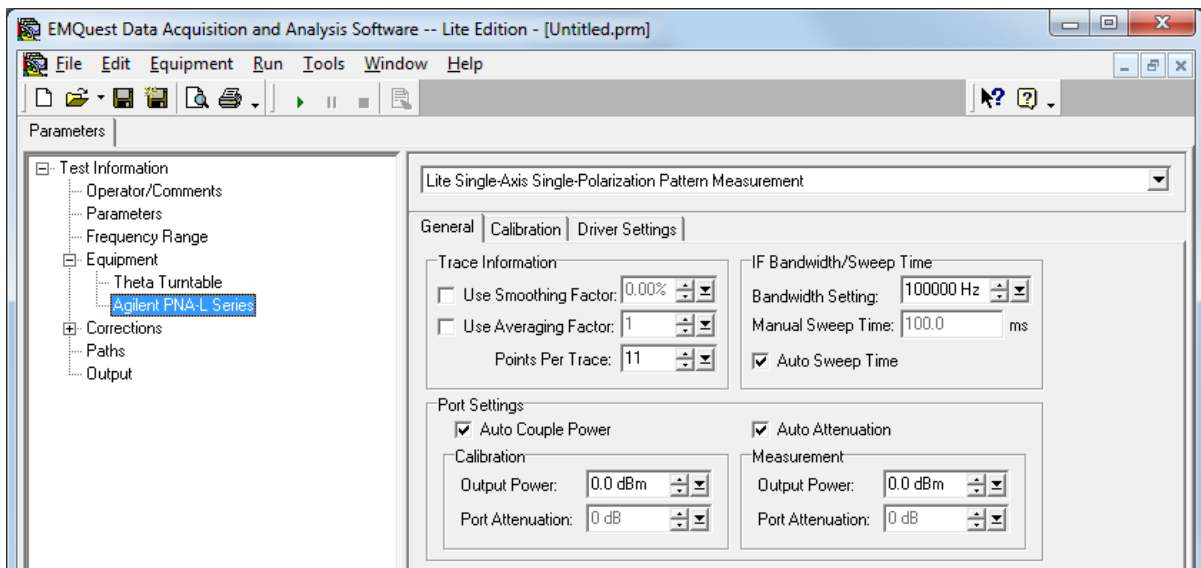 EMQuest Data Acquisition and Analysis Software -- Lite Edition - [Untitled.prm]
File Edit Equipment Run Tools Window Help
Parameters
Test Information
Operator/Comments
Parameters
Frequency Range
Equipment
Theta Turntable
Agilent PNA-L Series
Corrections
Paths
Output
Lite Single-Axis Single-Polarization Pattern Measurement
General Calibration Driver Settings
Trace Information
Use Smoothing Factor: 0.00%
Use Averaging Factor: 1
Points Per Trace: 11
IF Bandwidth/Sweep Time
Bandwidth Setting: 100000 Hz
Manual Sweep Time: 100.0 ms
Auto Sweep Time
Port Settings
Auto Couple Power
Auto Attenuation
Calibration
Output Power: 0.0 dBm
Port Attenuation: 0 dB
Measurement
Output Power: 0.0 dBm
Port Attenuation: 0 dB